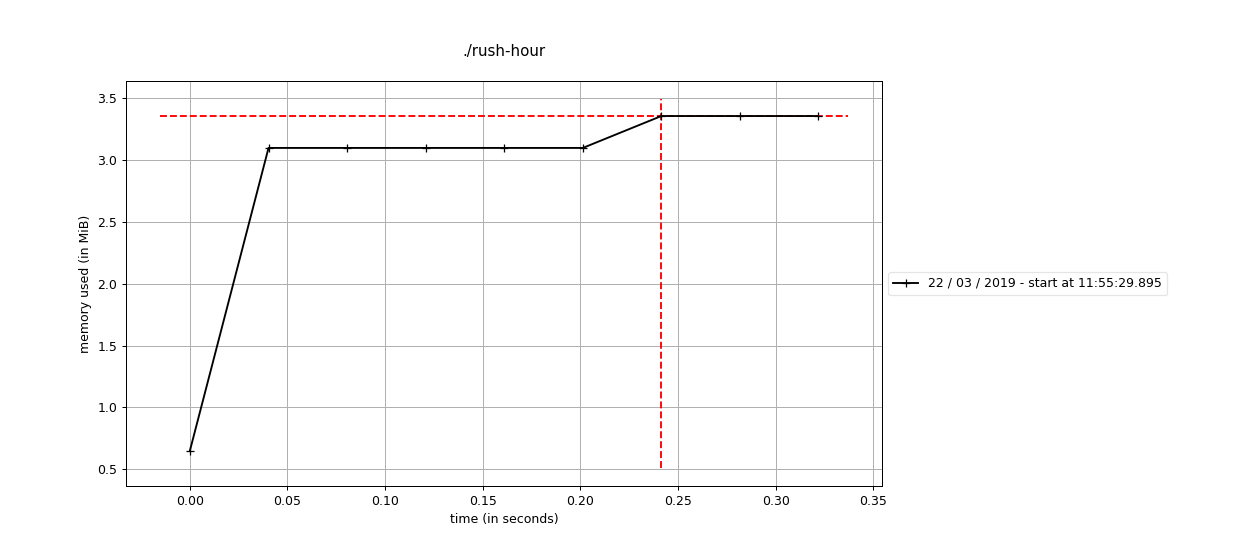 ./rush-hour
3.5
3.0
2.5
2.0
1.5
1.0
0.5
memory used (in MiB)
0.00 0.05 0.10 0.15 0.20 0.25 0.30 0.35
time (in seconds)
22 / 03 / 2019 - start at 11:55:29.895